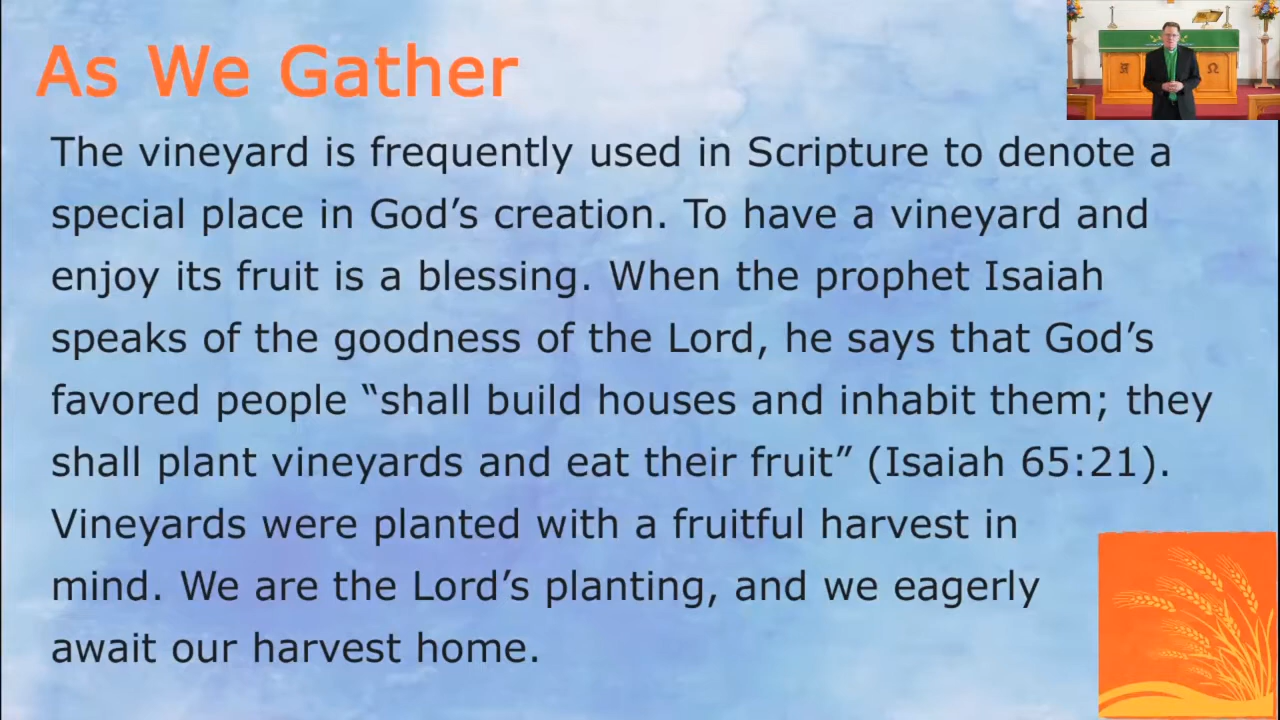 As We Gather
The vineyard is frequently used in Scripture to denote a
special place in God’s creation. To have a vineyard and
enjoy its fruit is a blessing. When the prophet Isaiah
speaks of the goodness of the Lord, he says that God’s
favored people “shall build houses and inhabit them; they
shall plant vineyards and eat their fruit” (Isaiah 65:21).
Vineyards were planted with a fruitful harvest in
mind. We are the Lord’s planting, and we eagerly
await our harvest home.